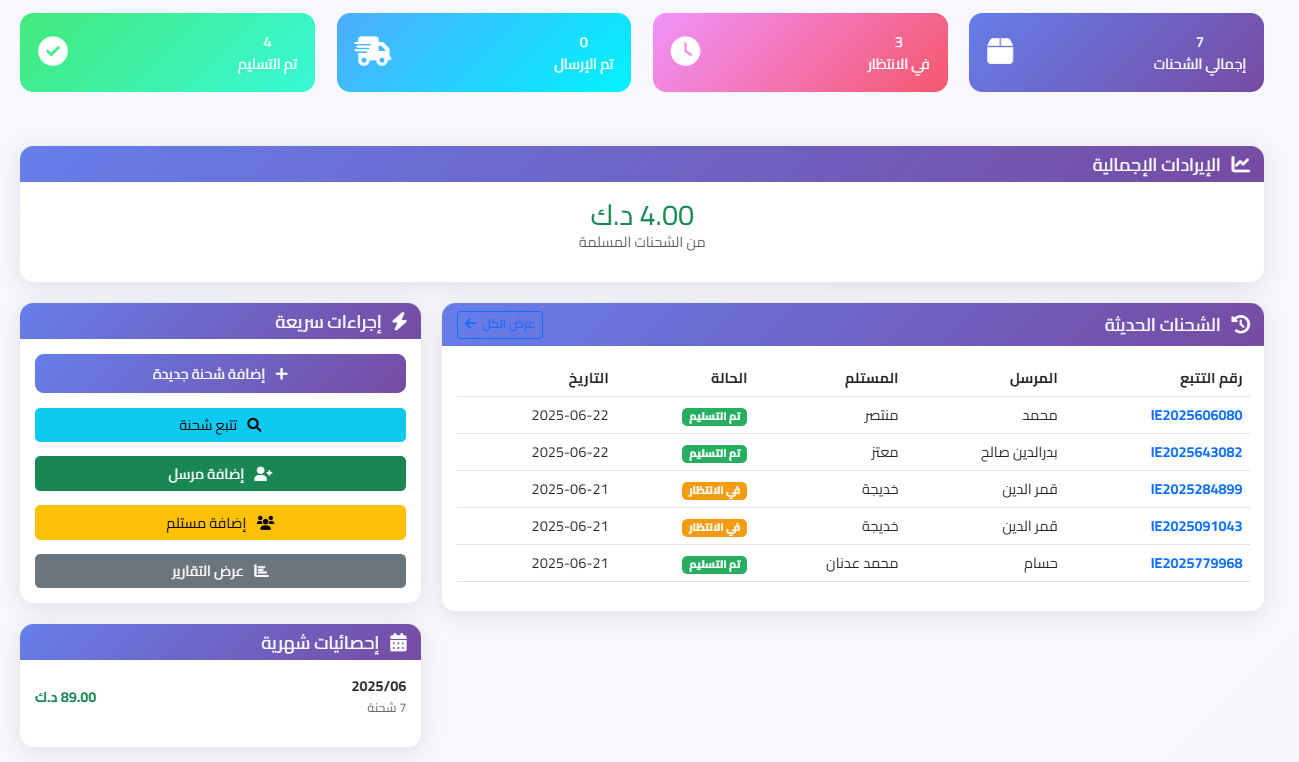 7
إجمالي الشحنات
3
في الانتظار
0
تم الإرسال
4
تم التسليم
الإيرادات الإجمالية
4.00 د.ك
من الشحنات المسلمة
الشحنات الحديثة
عرض الكل
رقم التتبع المرسل المستلم الحالة التاريخ
IE2025606080 محمد منتصر تم التسليم 2025-06-22
IE2025643082 بدرالدين صالح معتز تم التسليم 2025-06-22
IE2025284899 قمر الدين خديجة في الانتظار 2025-06-21
IE2025091043 قمر الدين خديجة في الانتظار 2025-06-21
IE2025779968 حسام محمد عدنان تم التسليم 2025-06-21
إجراءات سريعة
إضافة شحنة جديدة
تتبع شحنة
إضافة مرسل
إضافة مستلم
عرض التقارير
إحصائيات شهرية
2025/06
7 شحنة
89.00 د.ك